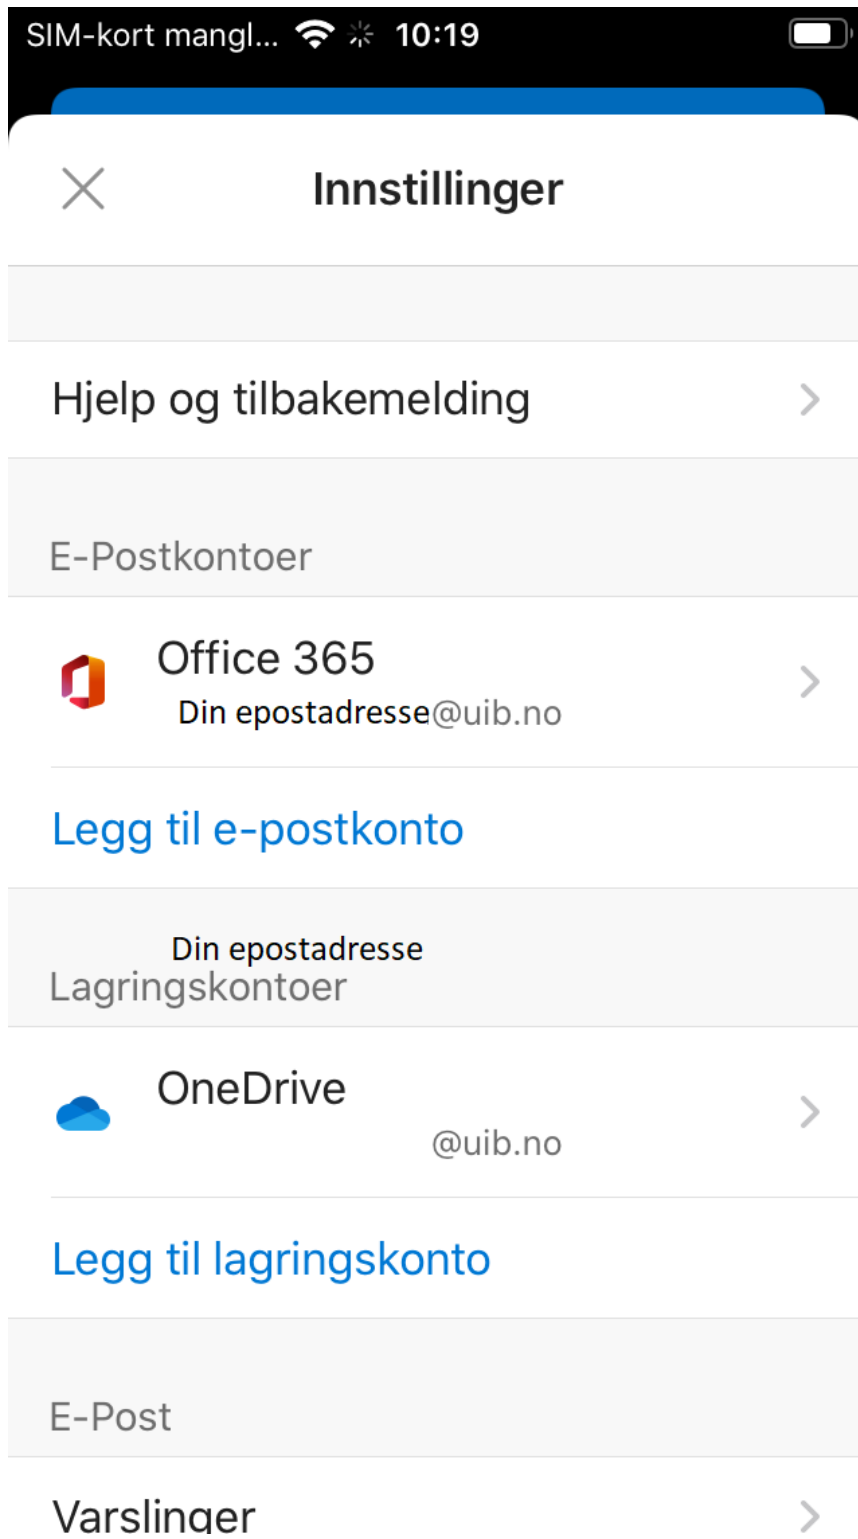 SIM-kort mangl... 10:19
Innstillinger
Hjelp og tilbakemelding
E-Postkontoer
Office 365
Din epostadresse@uib.no
Legg til e-postkonto
Din epostadresse
Lagringskontoer
OneDrive
@uib.no
Legg til lagringskonto
E-Post
Varslinger